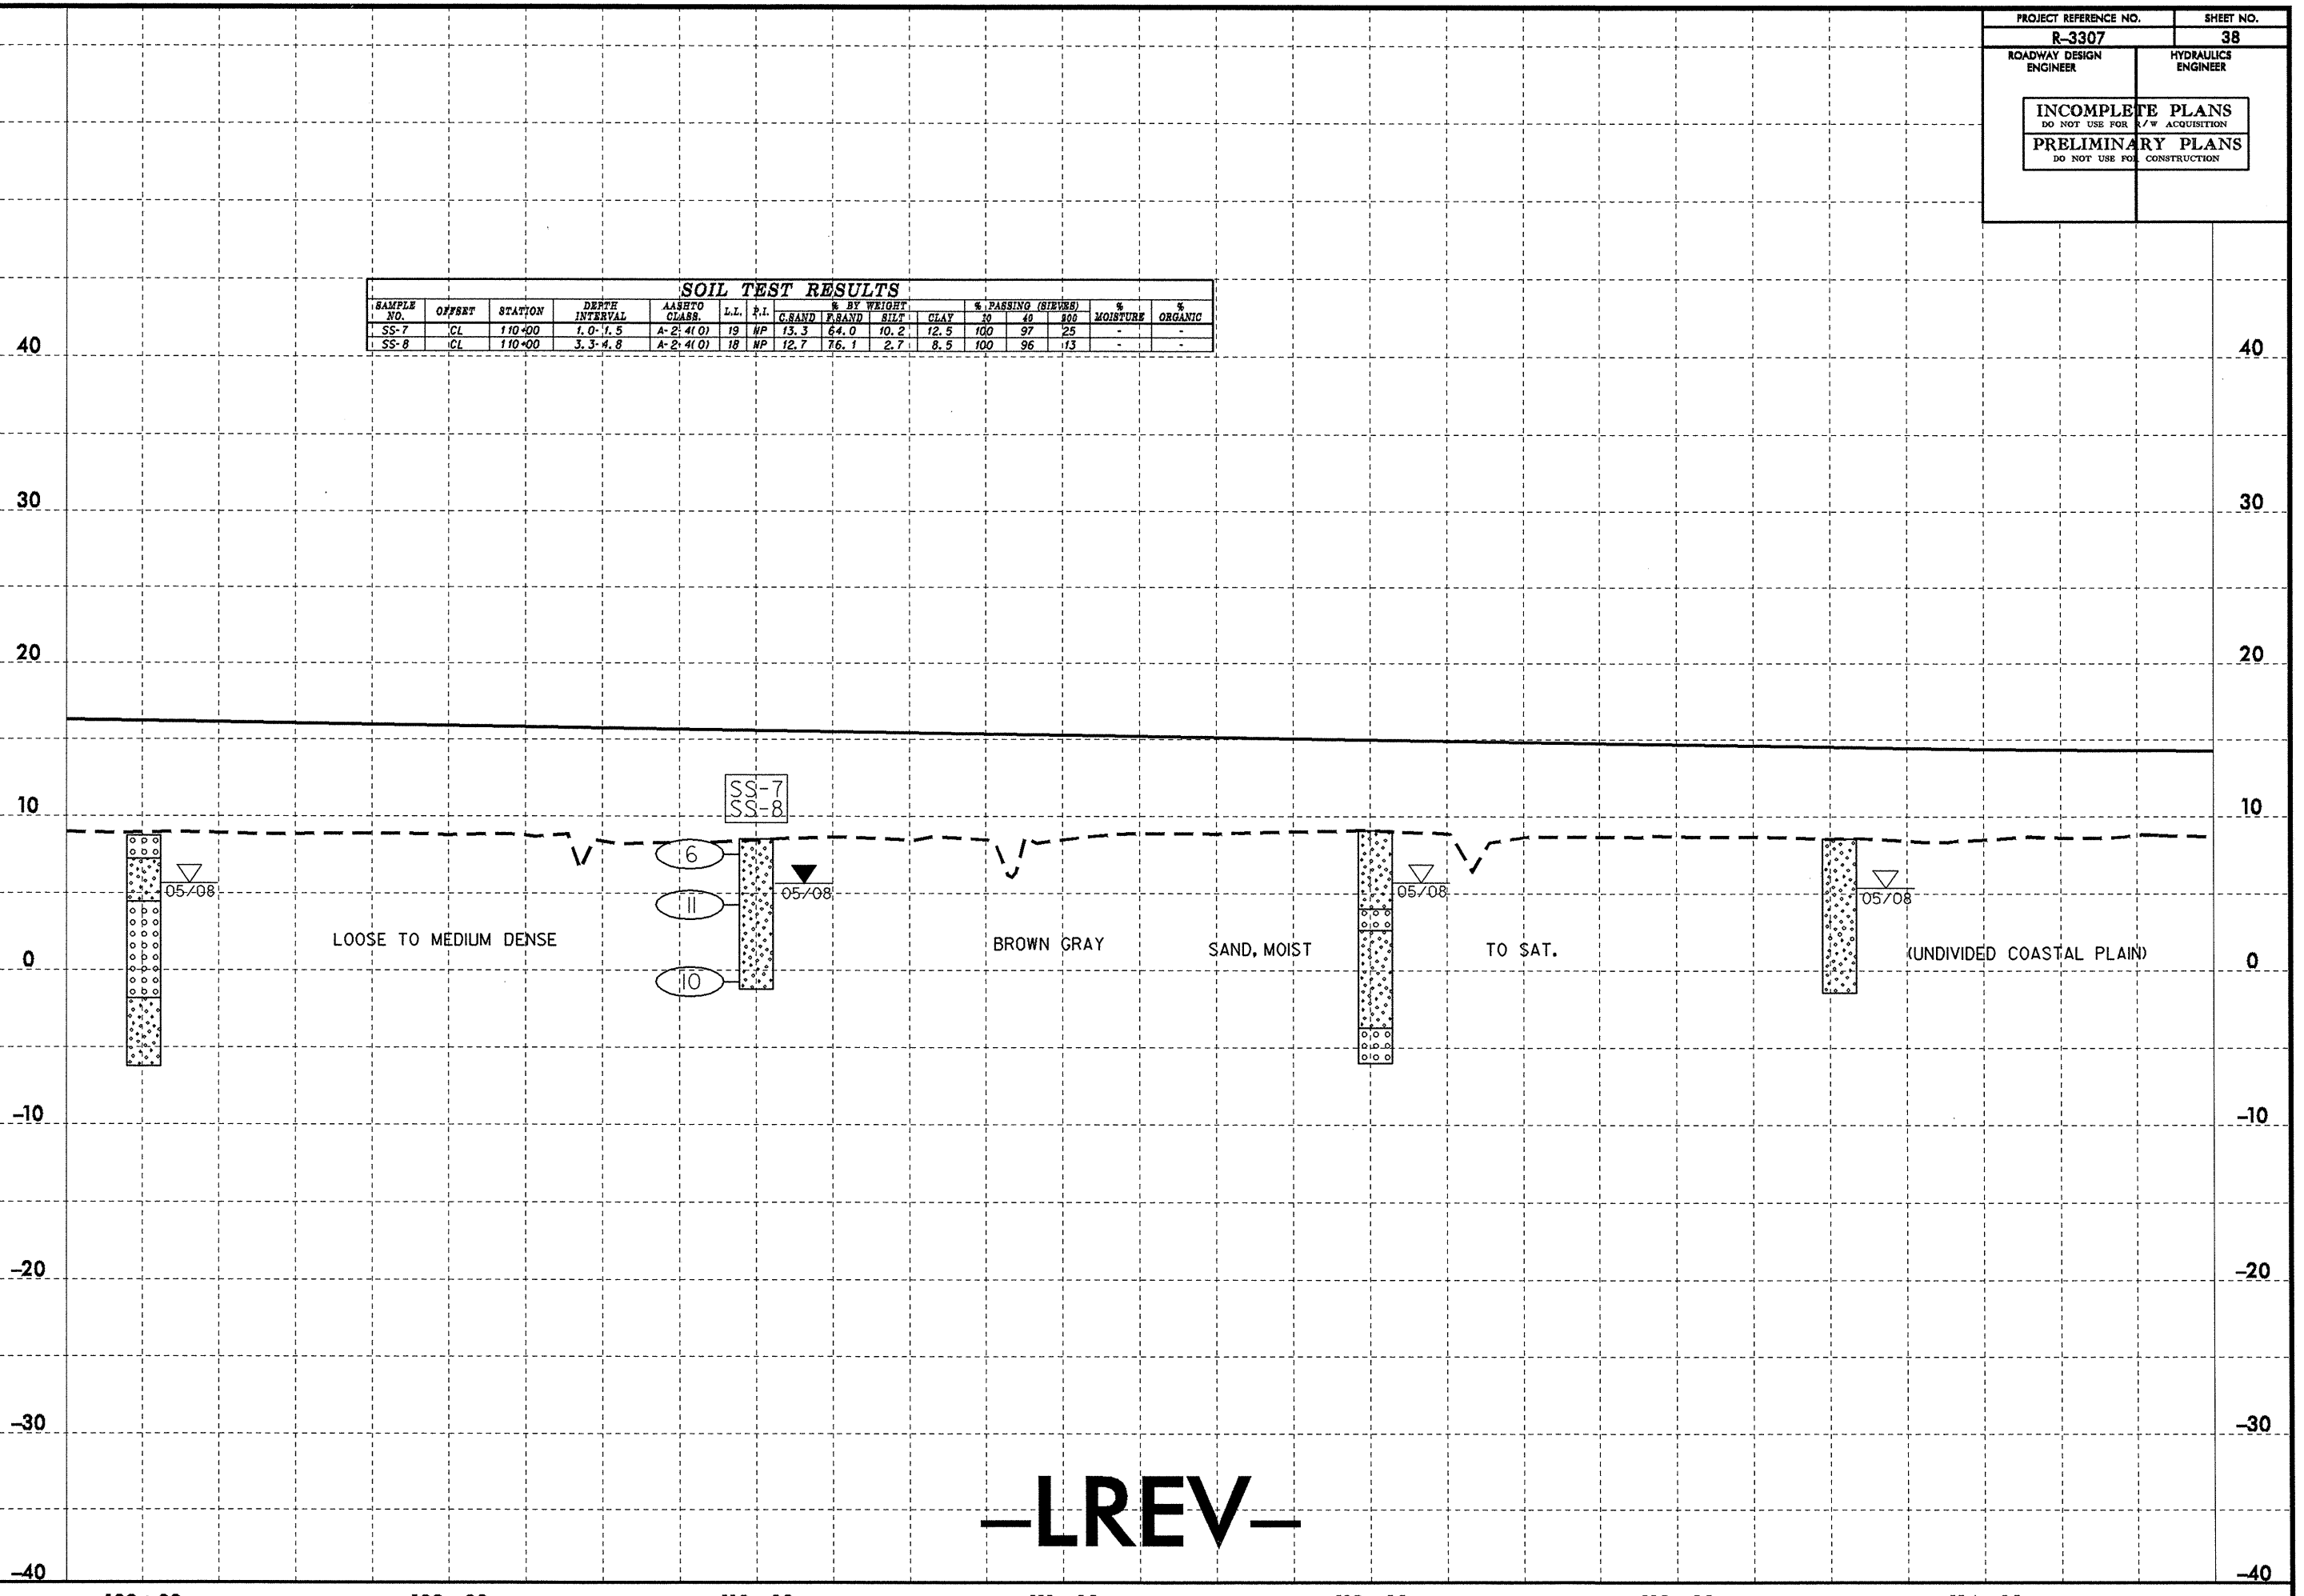 PROJECT REFERENCE NO. SHEET NO.
R-3307 38
ROADWAY DESIGN ENGINEER HYDRAULICS ENGINEER
INCOMPLETE PLANS
DO NOT USE FOR R/W ACQUISITION
PRELIMINARY PLANS
DO NOT USE FOR CONSTRUCTION
SOIL TEST RESULTS
SAMPLE NO. OFFSET STATION DEPTH INTERVAL AASHTO CLASS. L.L. P.I. % BY WEIGHT % PASSING (SIEVES) % MOISTURE % ORGANIC
C.SAND F.SAND SILT CLAY 10 40 200
SS-7 CL 110+00 1.0-1.5 A-2-4(0) 19 NP 13.3 64.0 10.2 12.5 100 97 25 - -
SS-8 CL 110+00 3.3-4.8 A-2-4(0) 18 NP 12.7 76.1 2.7 8.5 100 96 13 - -
40 40
30 30
20 20
SS-7
SS-8
10 10
6
05/08 05/08 05/08 05/08
11
LOOSE TO MEDIUM DENSE BROWN GRAY SAND, MOIST TO SAT. (UNDIVIDED COASTAL PLAIN)
0 0
10
-10 -10
-20 -20
-30 -30
-LREV-
-40 -40